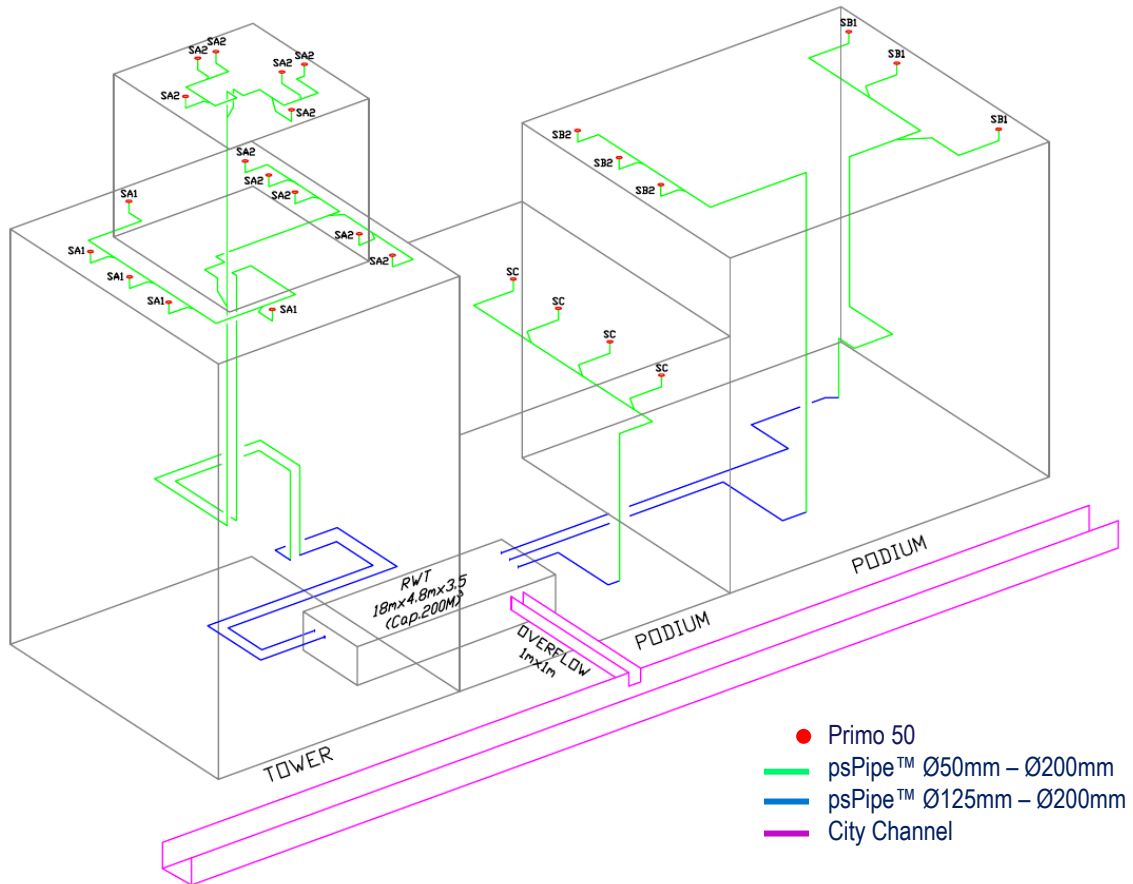 SA2
SA2
SA2
SA2
SA2
SA2
SB1
SB1
SB1
SB2
SB2
SB2
SA2
SA2
SA2
SA2
SA2
SA1
SA1
SA1
SA1
SA1
SC
SC
SC
SC
RWT
18mx4.8mx3.5
(Cap.200M³)
OVERFLOW
1mx1m
TOWER
PODIUM
PODIUM
Primo 50
psPipe™ Ø50mm – Ø200mm
psPipe™ Ø125mm – Ø200mm
City Channel